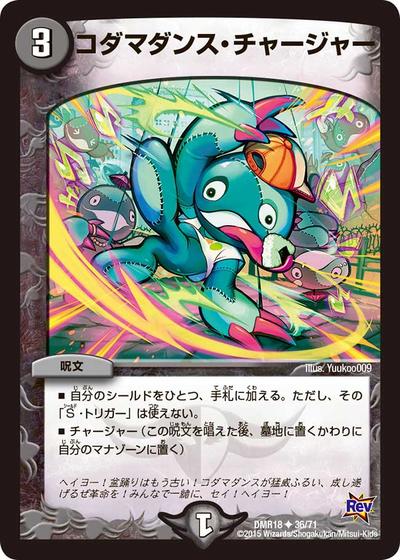 3
コダマダンス・チャージャー
Illus. Yuukoo009
呪文
■ 自分のシールドをひとつ、手札に加える。ただし、その
「S・トリガー」は使えない。
■ チャージャー(この呪文を唱えた後、墓地に置くかわりに
自分のマナゾーンに置く)
ヘイヨー!盆踊りはもう古い!コダマダンスが猛威ふるい、成し遂
げるぜ革命を!みんなで一緒に、セイ!ヘイヨー!
1
Rev
DMR18 ◆ 36/71
©2015 Wizards/Shogakukan/Mitsui-Kids